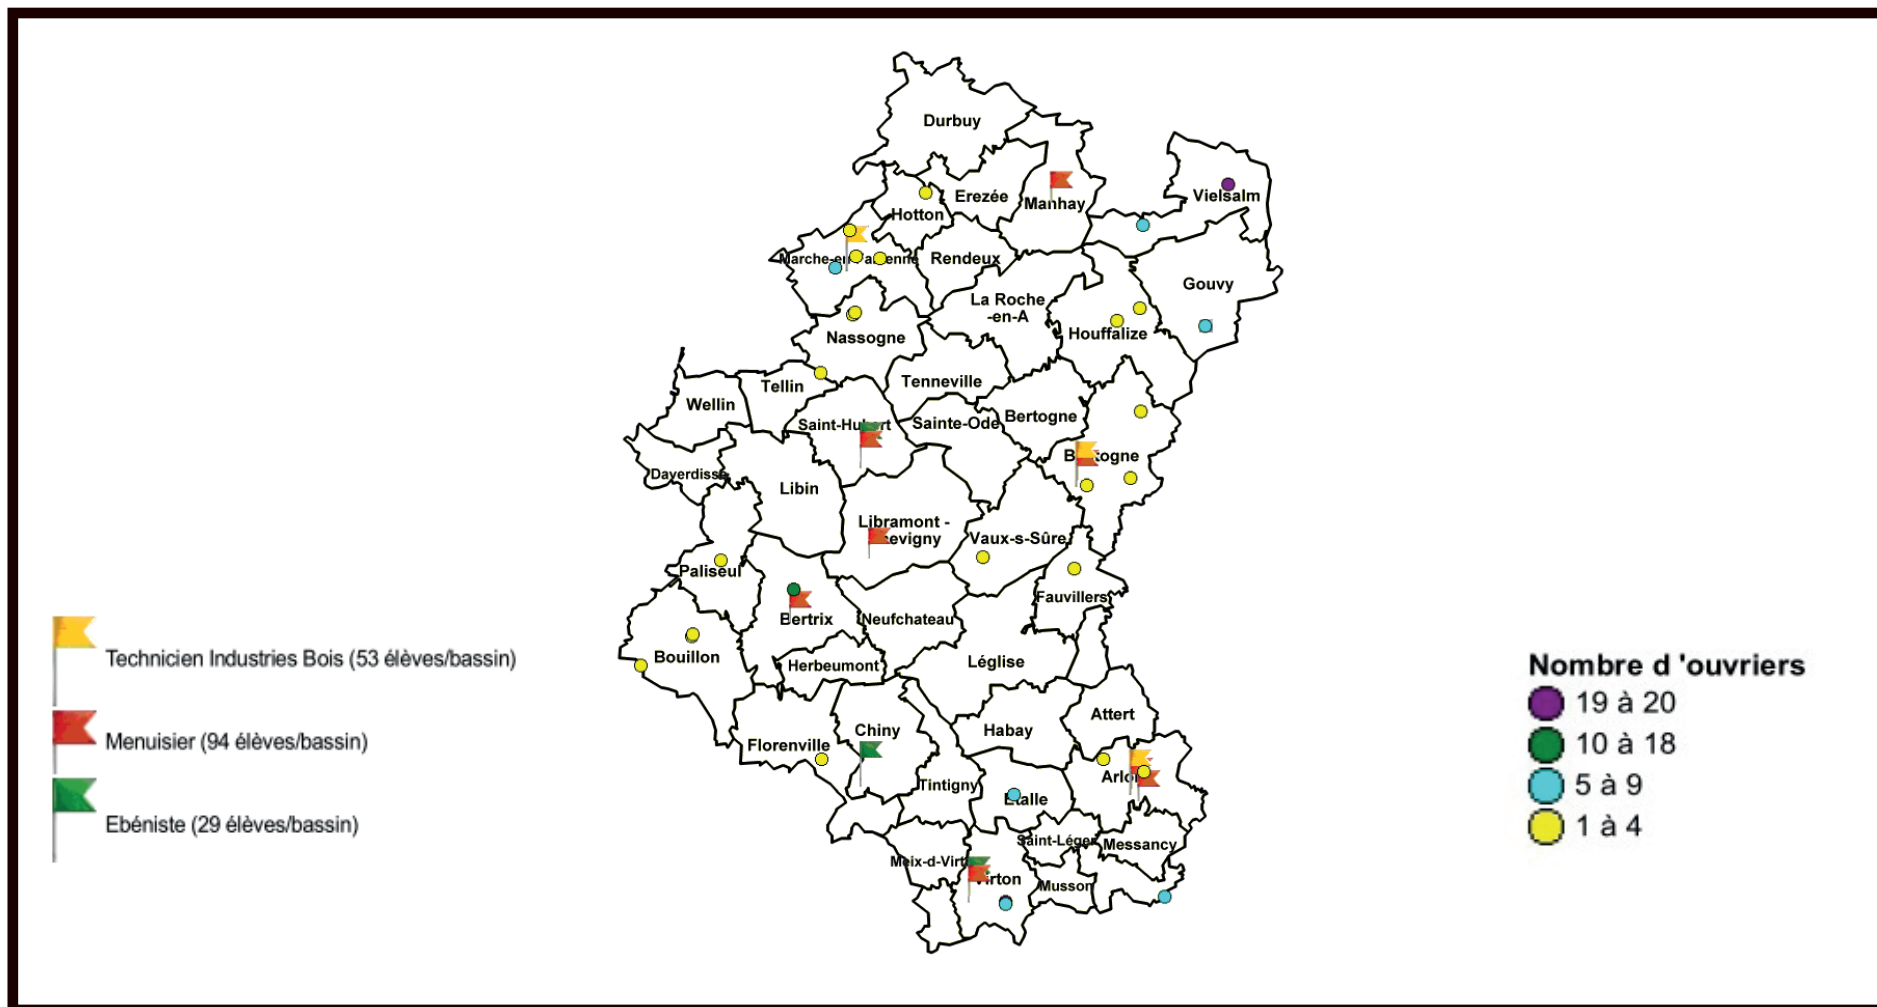 Durbuy
Vielsalm
Erezée
Manhay
Hotton
Rendeux
Gouvy
La Roche
-en-A
Houffalize
Nassogne
Tellin
Tenneville
Wellin
Bertogne
Sainte-Ode
Libin
Libramont -
Vaux-s-Sûre
Paliseul
Fauvillers
Bertrix
Neufchateau
Bouillon
Herbeumont
Léglise
Attert
Habay
Chiny
Florenville
Tintigny
Saint-Léger
Messancy
Musson
Technicien Industries Bois (53 élèves/bassin)
Menuisier (94 élèves/bassin)
Ebéniste (29 élèves/bassin)
Nombre d 'ouvriers
19 à 20
10 à 18
5 à 9
1 à 4